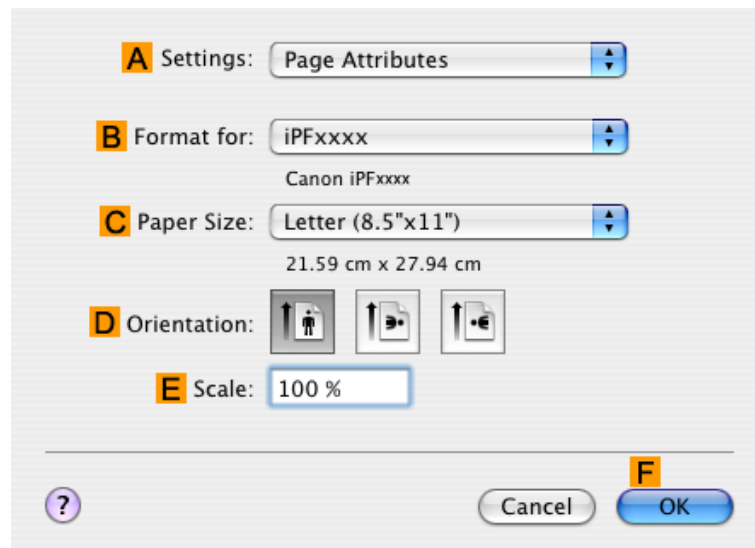 A Settings: Page Attributes
B Format for: iPFxxxx
Canon iPFxxxx
C Paper Size: Letter (8.5"x11")
21.59 cm x 27.94 cm
D Orientation:
E Scale: 100 %
F
? Cancel OK